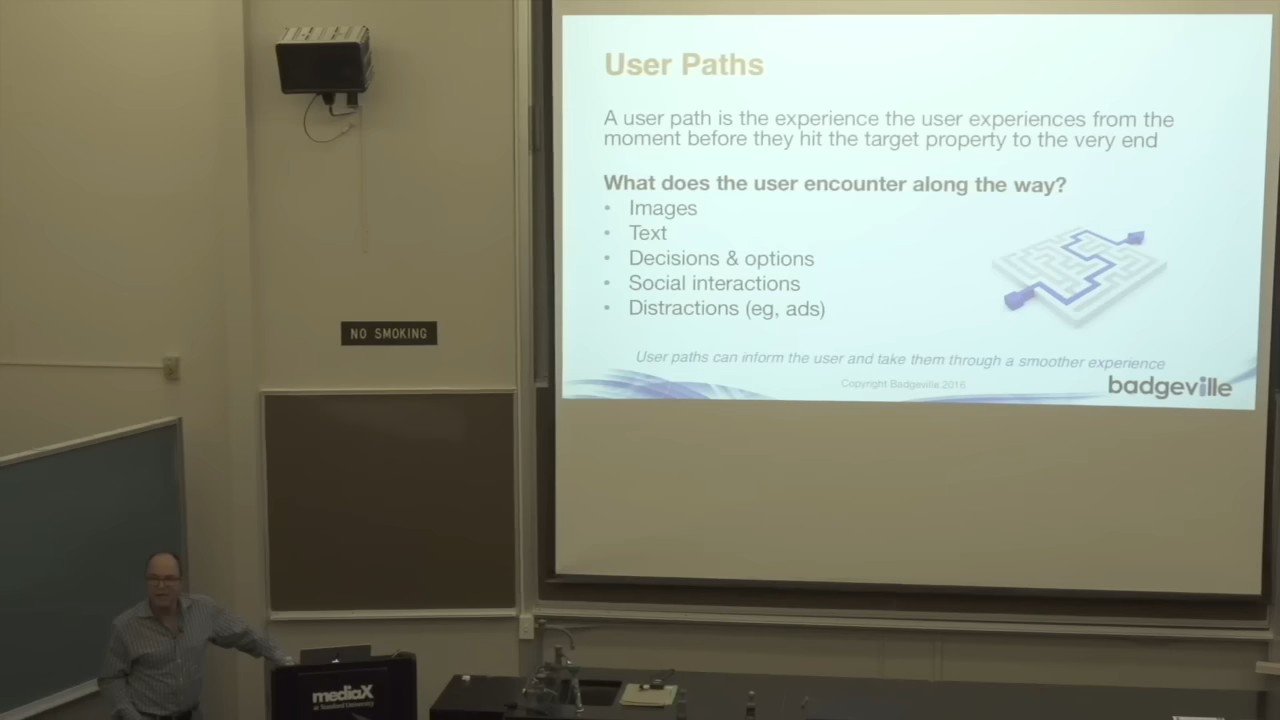 User Paths
A user path is the experience the user experiences from the
moment before they hit the target property to the very end
What does the user encounter along the way?
• Images
• Text
• Decisions & options
• Social interactions
• Distractions (eg, ads)
User paths can inform the user and take them through a smoother experience
Copyright Badgeville 2016
badgeville
NO SMOKING
mediaX
at Stanford University